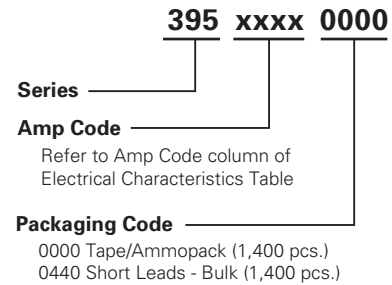 395 xxxx 0000
Series
Amp Code
Refer to Amp Code column of
Electrical Characteristics Table
Packaging Code
0000 Tape/Ammopack (1,400 pcs.)
0440 Short Leads - Bulk (1,400 pcs.)